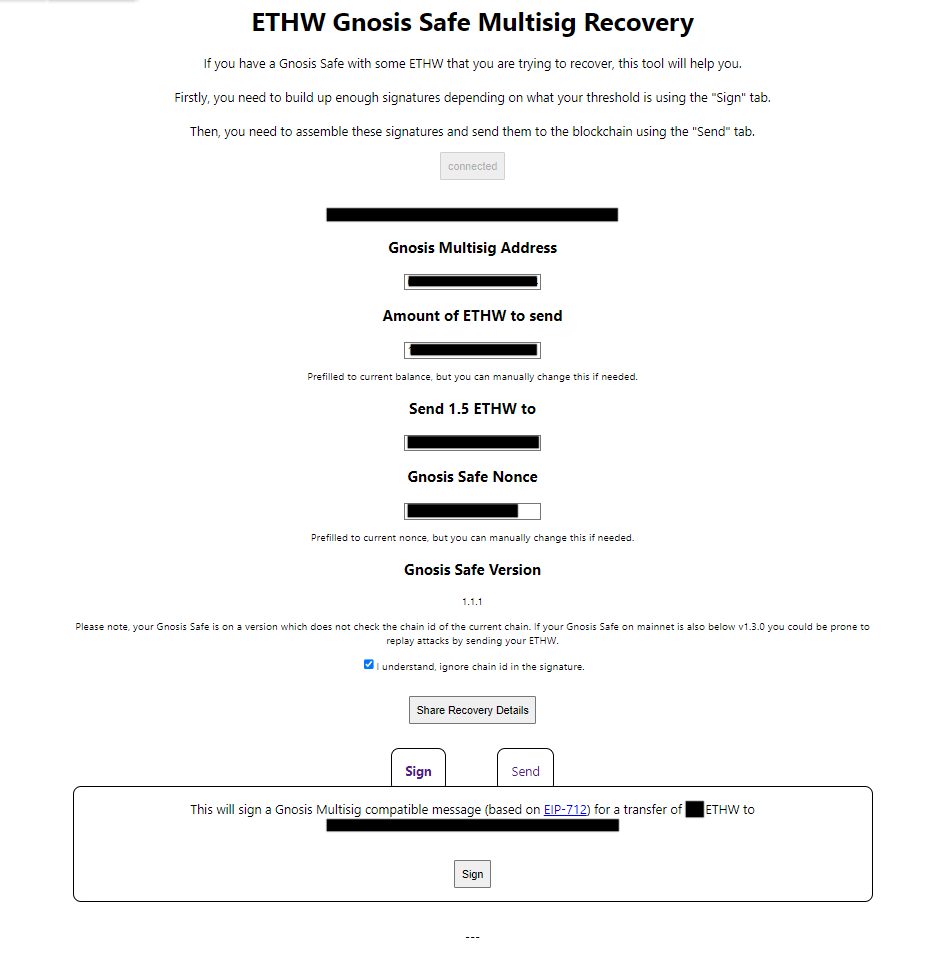 ETHW Gnosis Safe Multisig Recovery
If you have a Gnosis Safe with some ETHW that you are trying to recover, this tool will help you.
Firstly, you need to build up enough signatures depending on what your threshold is using the "Sign" tab.
Then, you need to assemble these signatures and send them to the blockchain using the "Send" tab.
connected
Gnosis Multisig Address
Amount of ETHW to send
Prefilled to current balance, but you can manually change this if needed.
Send 1.5 ETHW to
Gnosis Safe Nonce
Prefilled to current nonce, but you can manually change this if needed.
Gnosis Safe Version
1.1.1
Please note, your Gnosis Safe is on a version which does not check the chain id of the current chain. If your Gnosis Safe on mainnet is also below v1.3.0 you could be prone to
replay attacks by sending your ETHW.
I understand, ignore chain id in the signature.
Share Recovery Details
Sign Send
This will sign a Gnosis Multisig compatible message (based on EIP-712) for a transfer of ETHW to
Sign
---